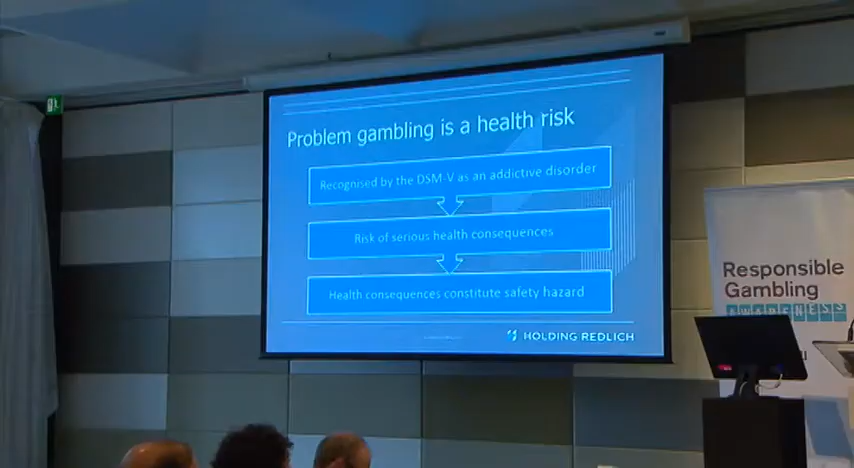 Problem gambling is a health risk
Recognised by the DSM-V as an addictive disorder
Risk of serious health consequences
Health consequences constitute safety hazard
HOLDING REDLICH
Responsible
Gambling
AWARENESS